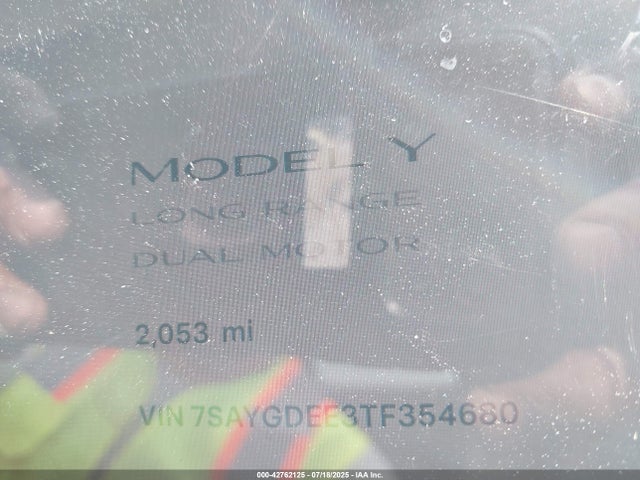 MODEL Y
LONG RANGE
DUAL MOTOR
2,053 mi
VIN 7SAYGDEE3TF354680
000-42762125 - 07/18/2025 - IAA Inc.